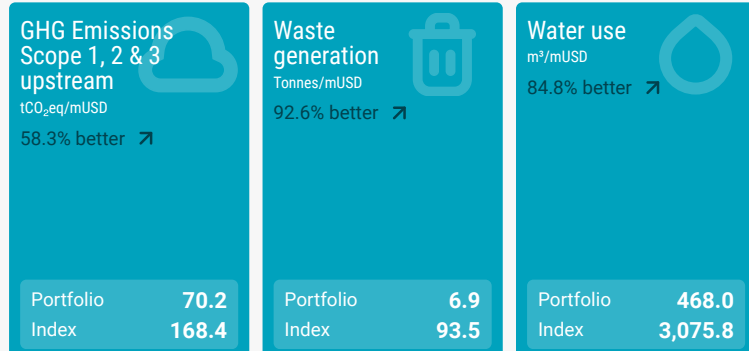 GHG Emissions
Scope 1, 2 & 3
upstream
tCO₂eq/mUSD
58.3% better
Portfolio 70.2
Index 168.4
Waste
generation
Tonnes/mUSD
92.6% better
Portfolio 6.9
Index 93.5
Water use
m³/mUSD
84.8% better
Portfolio 468.0
Index 3,075.8